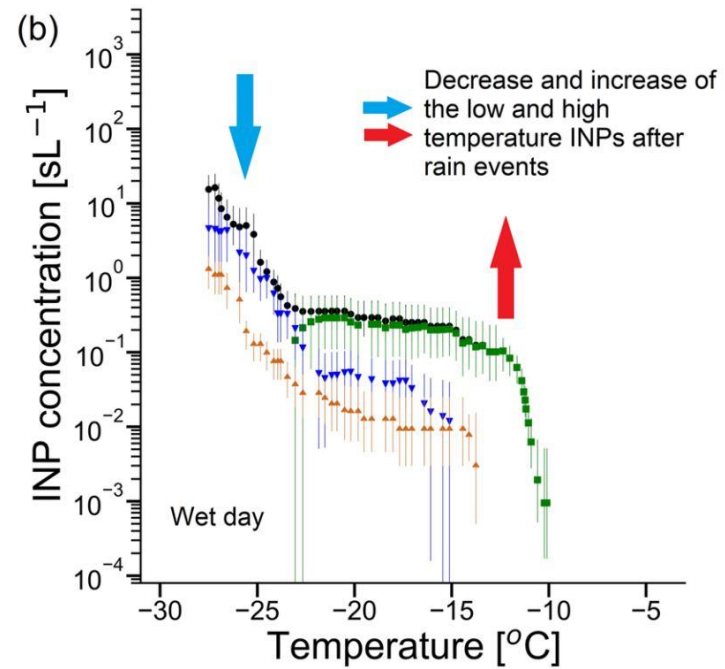 (b)
Decrease and increase of
the low and high
temperature INPs after
rain events
INP concentration [sL⁻¹]
10³
10²
10¹
10⁰
10⁻¹
10⁻²
10⁻³
10⁻⁴
Wet day
−30 −25 −20 −15 −10 −5
Temperature [°C]